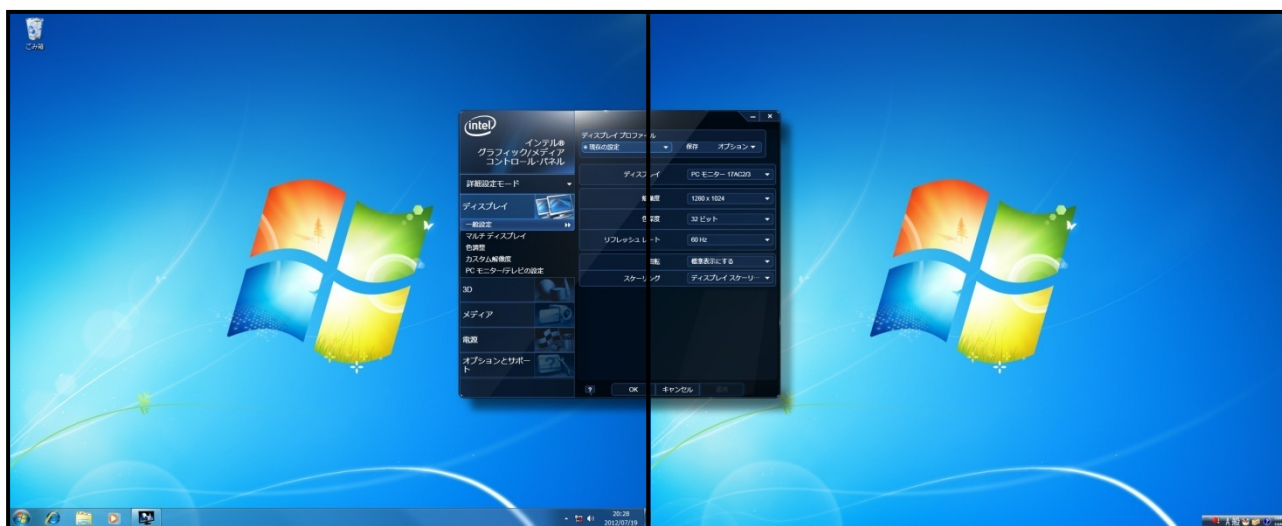 ごみ箱
intel
インテル®
グラフィック/メディア
コントロール・パネル
詳細設定モード
ディスプレイ
一般設定
マルチ ディスプレイ
色調整
カスタム解像度
PC モニター/テレビの設定
3D
メディア
電源
オプションとサポー
ト
ディスプレイ プロファイル
現在の設定
保存 オプション
ディスプレイ PC モニター 17AC2/3
解像度 1280 x 1024
色深度 32 ビット
リフレッシュ レート 60 Hz
回転 標準表示にする
スケーリング ディスプレイ スケーリ…
? OK キャンセル 適用
20:28
2012/07/19